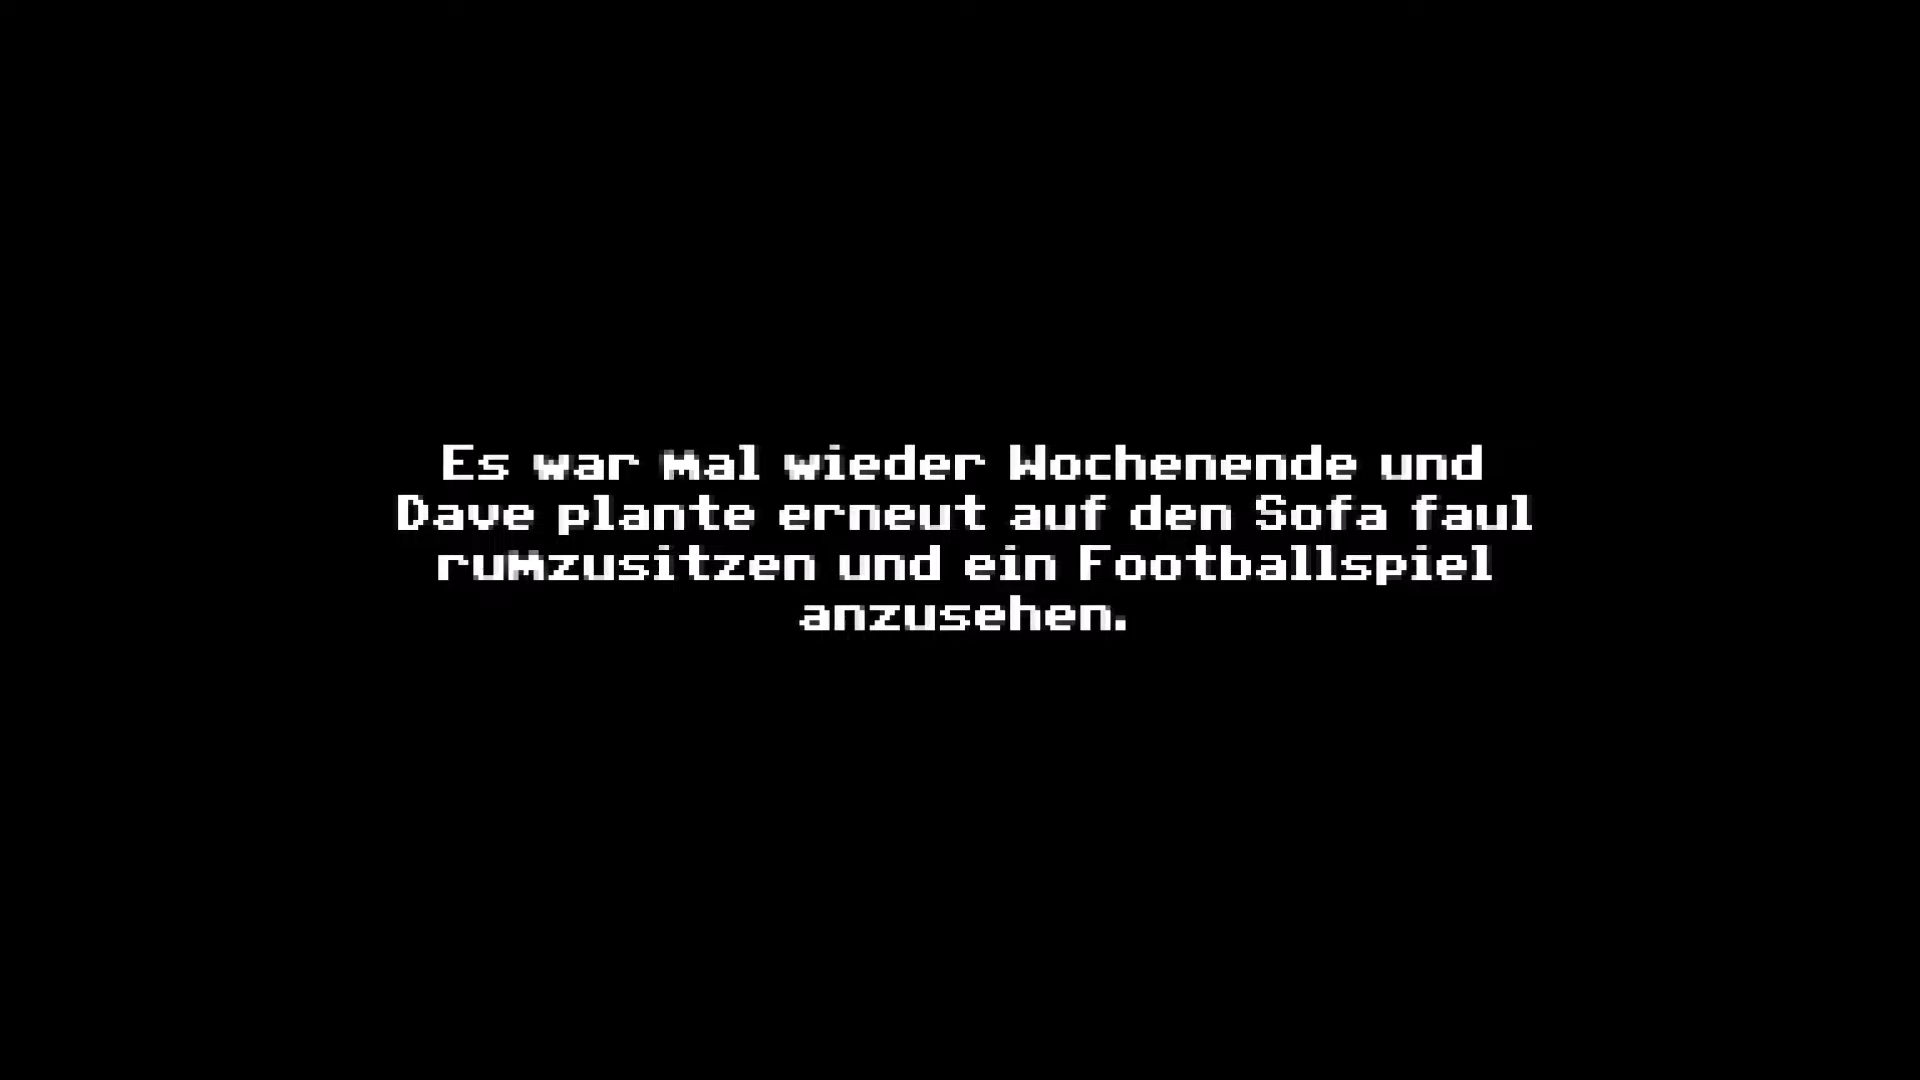 Es war mal wieder Wochenende und
Dave plante erneut auf den Sofa faul
rumzusitzen und ein Footballspiel
anzusehen.